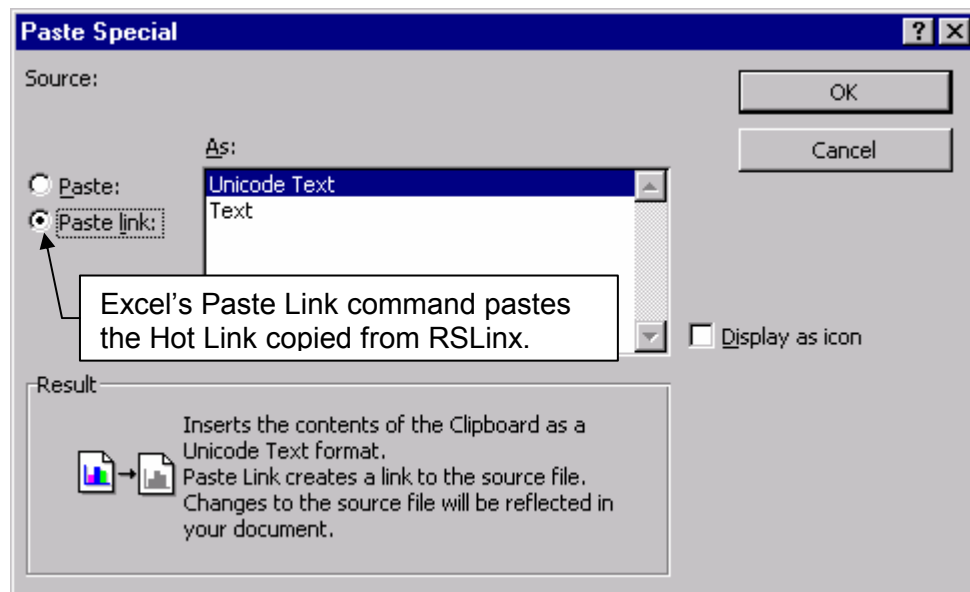 Paste Special
Source:
OK
As:
Cancel
Paste:
Unicode Text
Paste link:
Text
Excel’s Paste Link command pastes
the Hot Link copied from RSLinx.
Display as icon
Result
Inserts the contents of the Clipboard as a
Unicode Text format.
Paste Link creates a link to the source file.
Changes to the source file will be reflected in
your document.